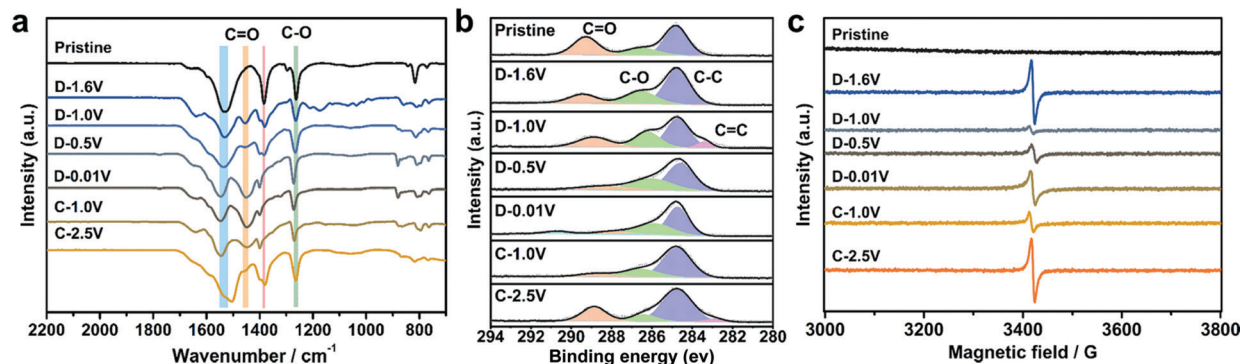 a
C=O
C-O
Pristine
D-1.6V
D-1.0V
D-0.5V
D-0.01V
C-1.0V
C-2.5V
Intensity (a.u.)
2200 2000 1800 1600 1400 1200 1000 800
Wavenumber / cm⁻¹
b
Pristine
C=O
D-1.6V
C-O
C-C
D-1.0V
C=C
D-0.5V
D-0.01V
C-1.0V
C-2.5V
Intensity (a.u.)
294 292 290 288 286 284 282 280
Binding energy (ev)
c
Pristine
D-1.6V
D-1.0V
D-0.5V
D-0.01V
C-1.0V
C-2.5V
Intensity (a.u.)
3000 3200 3400 3600 3800
Magnetic field / G